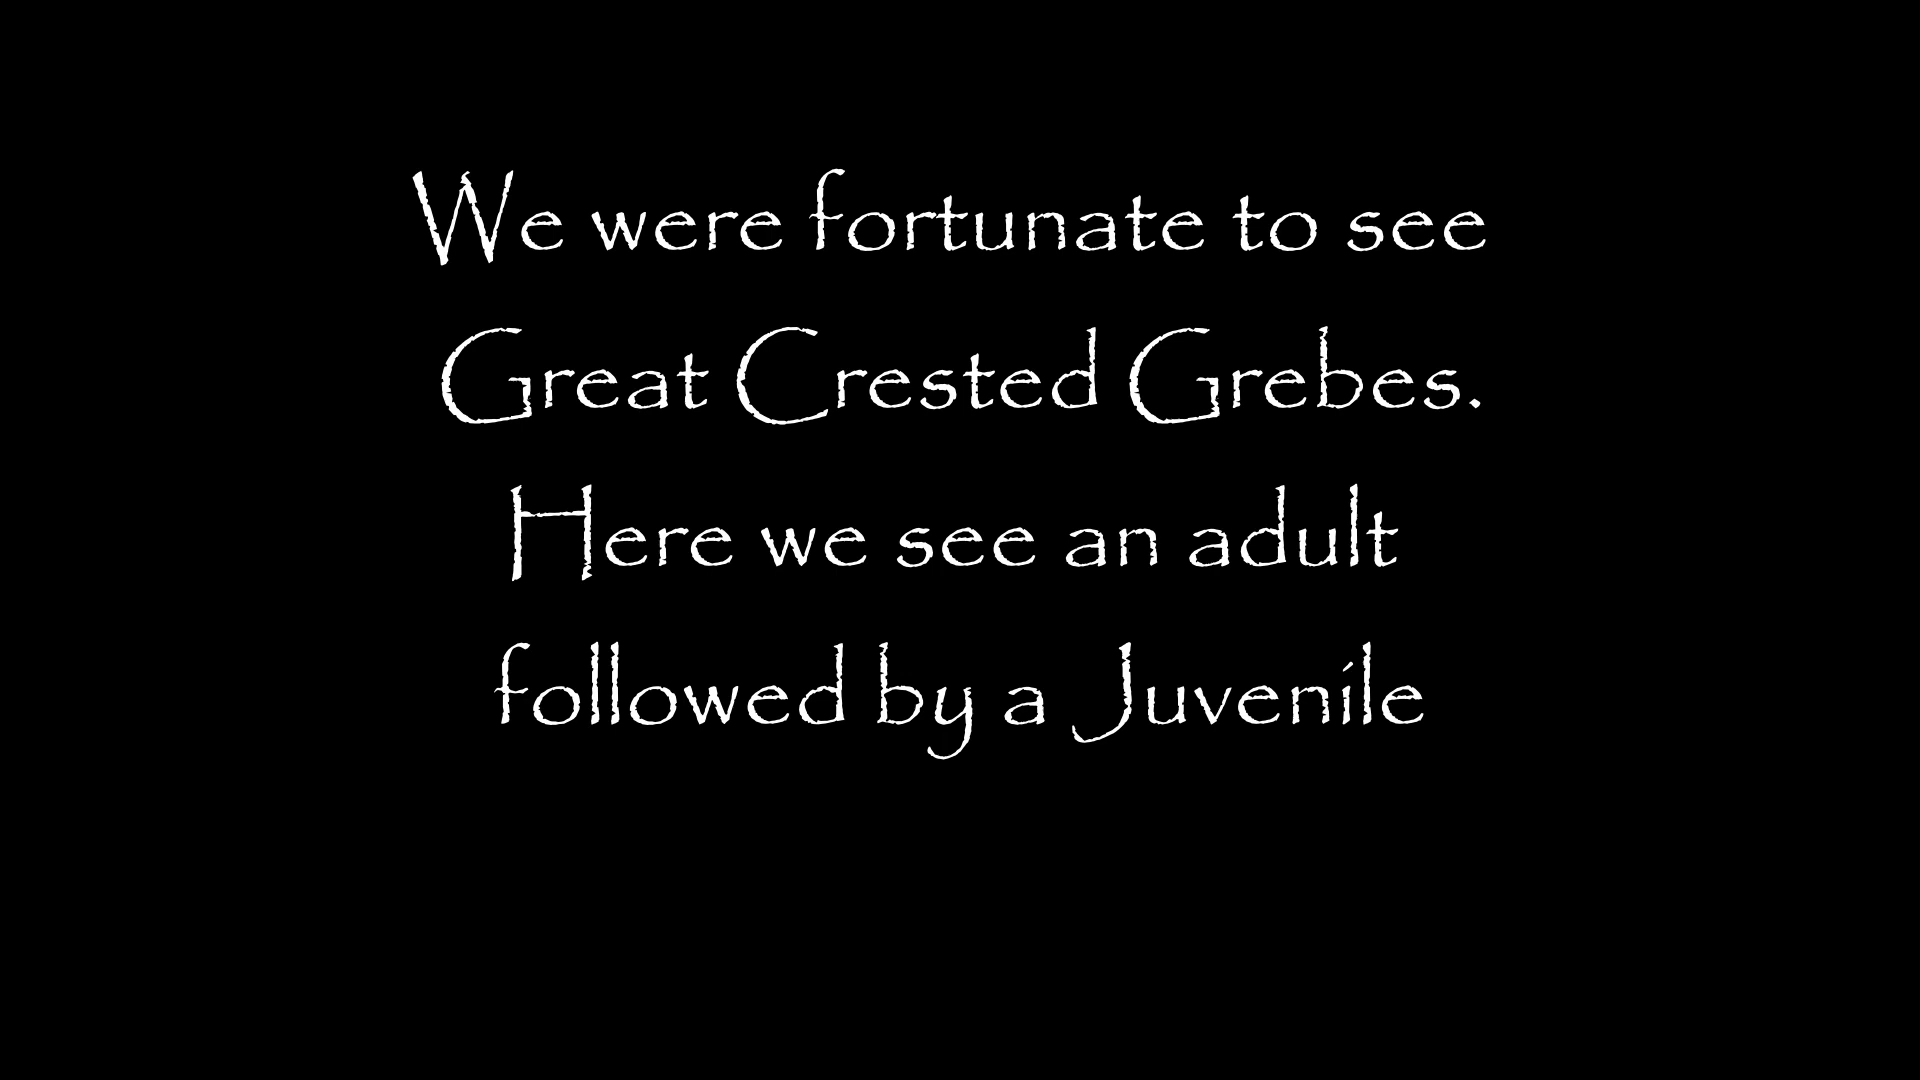 We were fortunate to see
Great Crested Grebes.
Here we see an adult
followed by a Juvenile